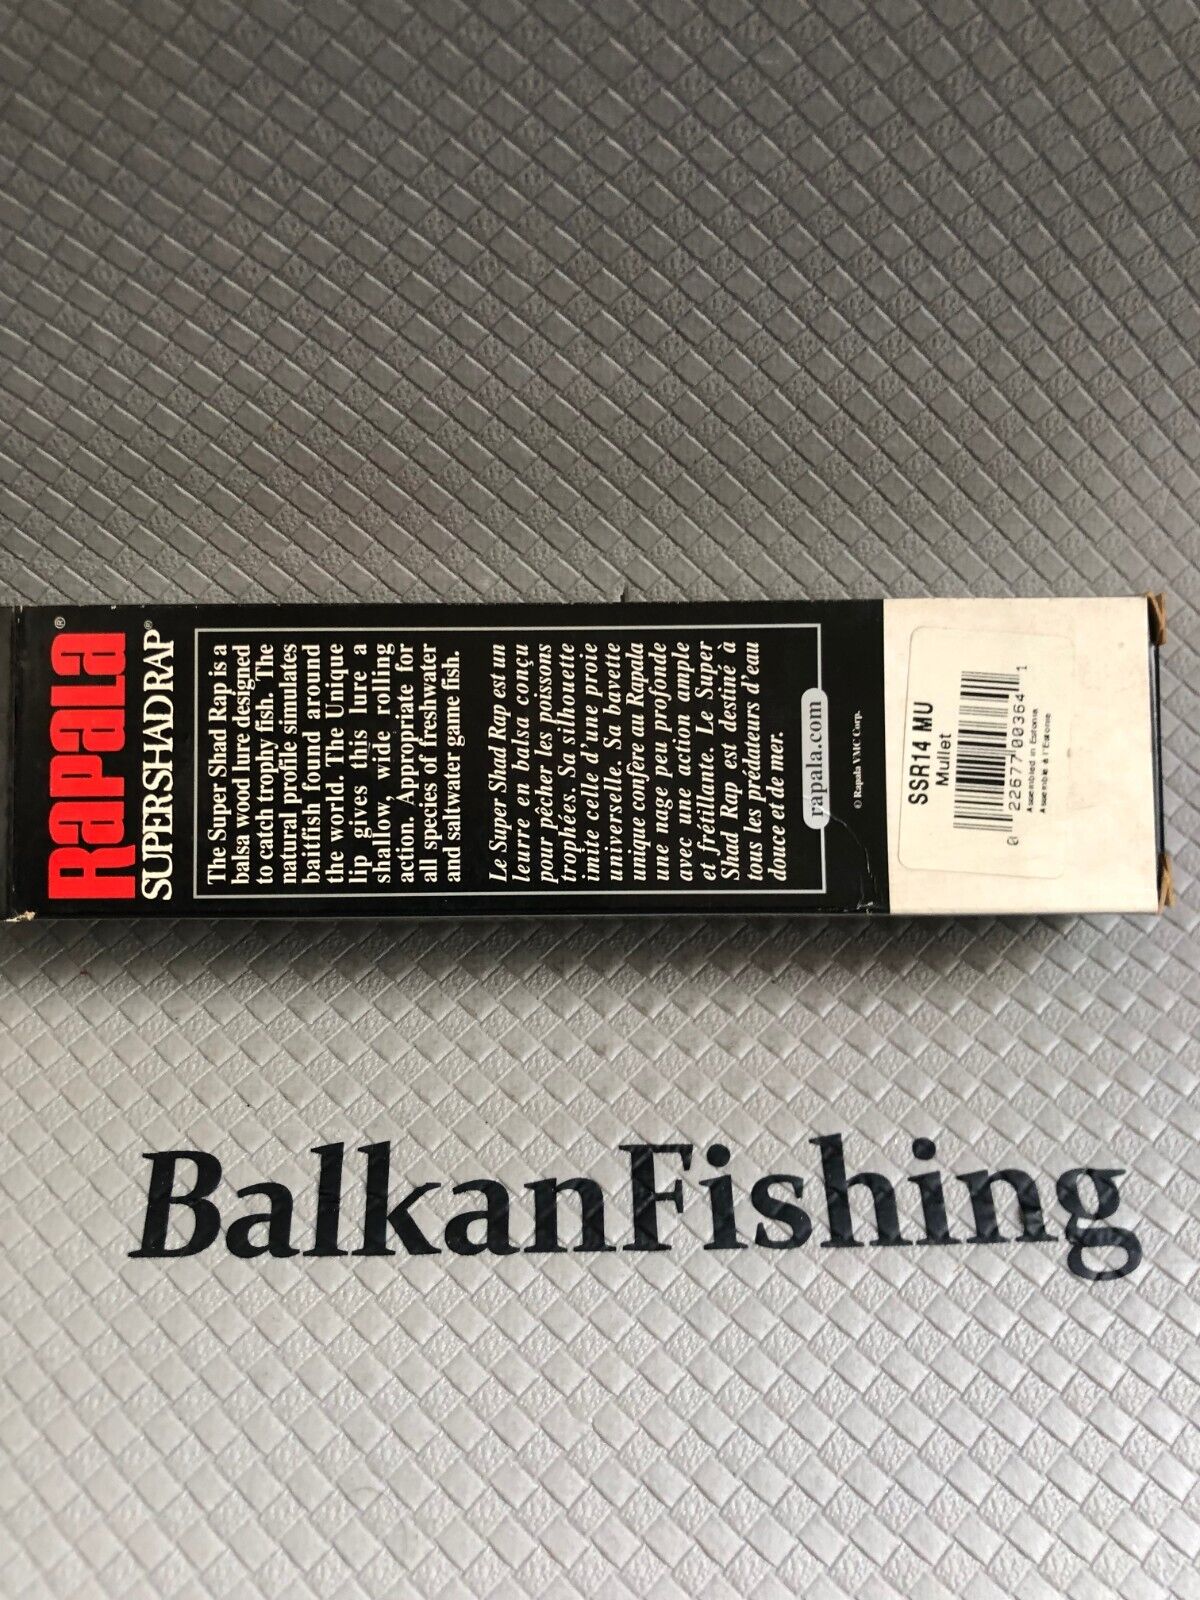 RAPALA®
SUPER SHAD RAP®
The Super Shad Rap is a
balsa wood lure designed
to catch trophy fish. The
natural profile simulates
baitfish found around
the world. The Unique
lip gives this lure a
shallow, wide rolling
action. Appropriate for
all species of freshwater
and saltwater game fish.
Le Super Shad Rap est un
leurre en balsa conçu
pour pêcher les poissons
trophées. Sa silhouette
imite celle d'une proie
universelle. Sa bavette
unique confère au Rapala
une nage peu profonde
avec une action ample
et frétillante. Le Super
Shad Rap est destiné à
tous les prédateurs d'eau
douce et de mer.
rapala.com
© Rapala VMC Corp.
SSR14 MU
Mullet
0 22677 00364 1
Assembled in Estonia
Assemblé à l'Estonie
BalkanFishing